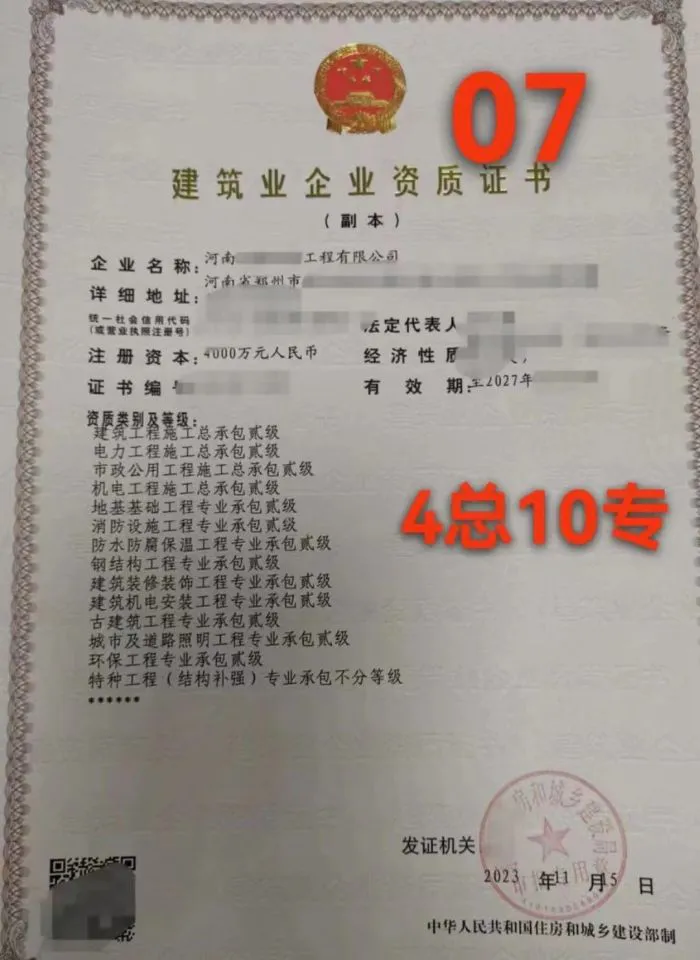 07
建筑业企业资质证书
（副本）
企业名称：河南 工程有限公司
详细地址：河南省郑州市
统一社会信用代码
（或营业执照注册号） 法定代表人
注册资本：4000万元人民币 经济性质
证书编号 有效期：至2027年
资质类别及等级：
建筑工程施工总承包贰级
电力工程施工总承包贰级
市政公用工程施工总承包贰级
机电工程施工总承包贰级
地基基础工程专业承包贰级
4总10专
消防设施工程专业承包贰级
防水防腐保温工程专业承包贰级
钢结构工程专业承包贰级
建筑装修装饰工程专业承包贰级
建筑机电安装工程专业承包贰级
古建筑工程专业承包贰级
城市及道路照明工程专业承包贰级
环保工程专业承包贰级
特种工程（结构补强）专业承包不分等级
******
房和城乡建设局
发证机关
2023 年 11 月 15 日
中华人民共和国住房和城乡建设部制